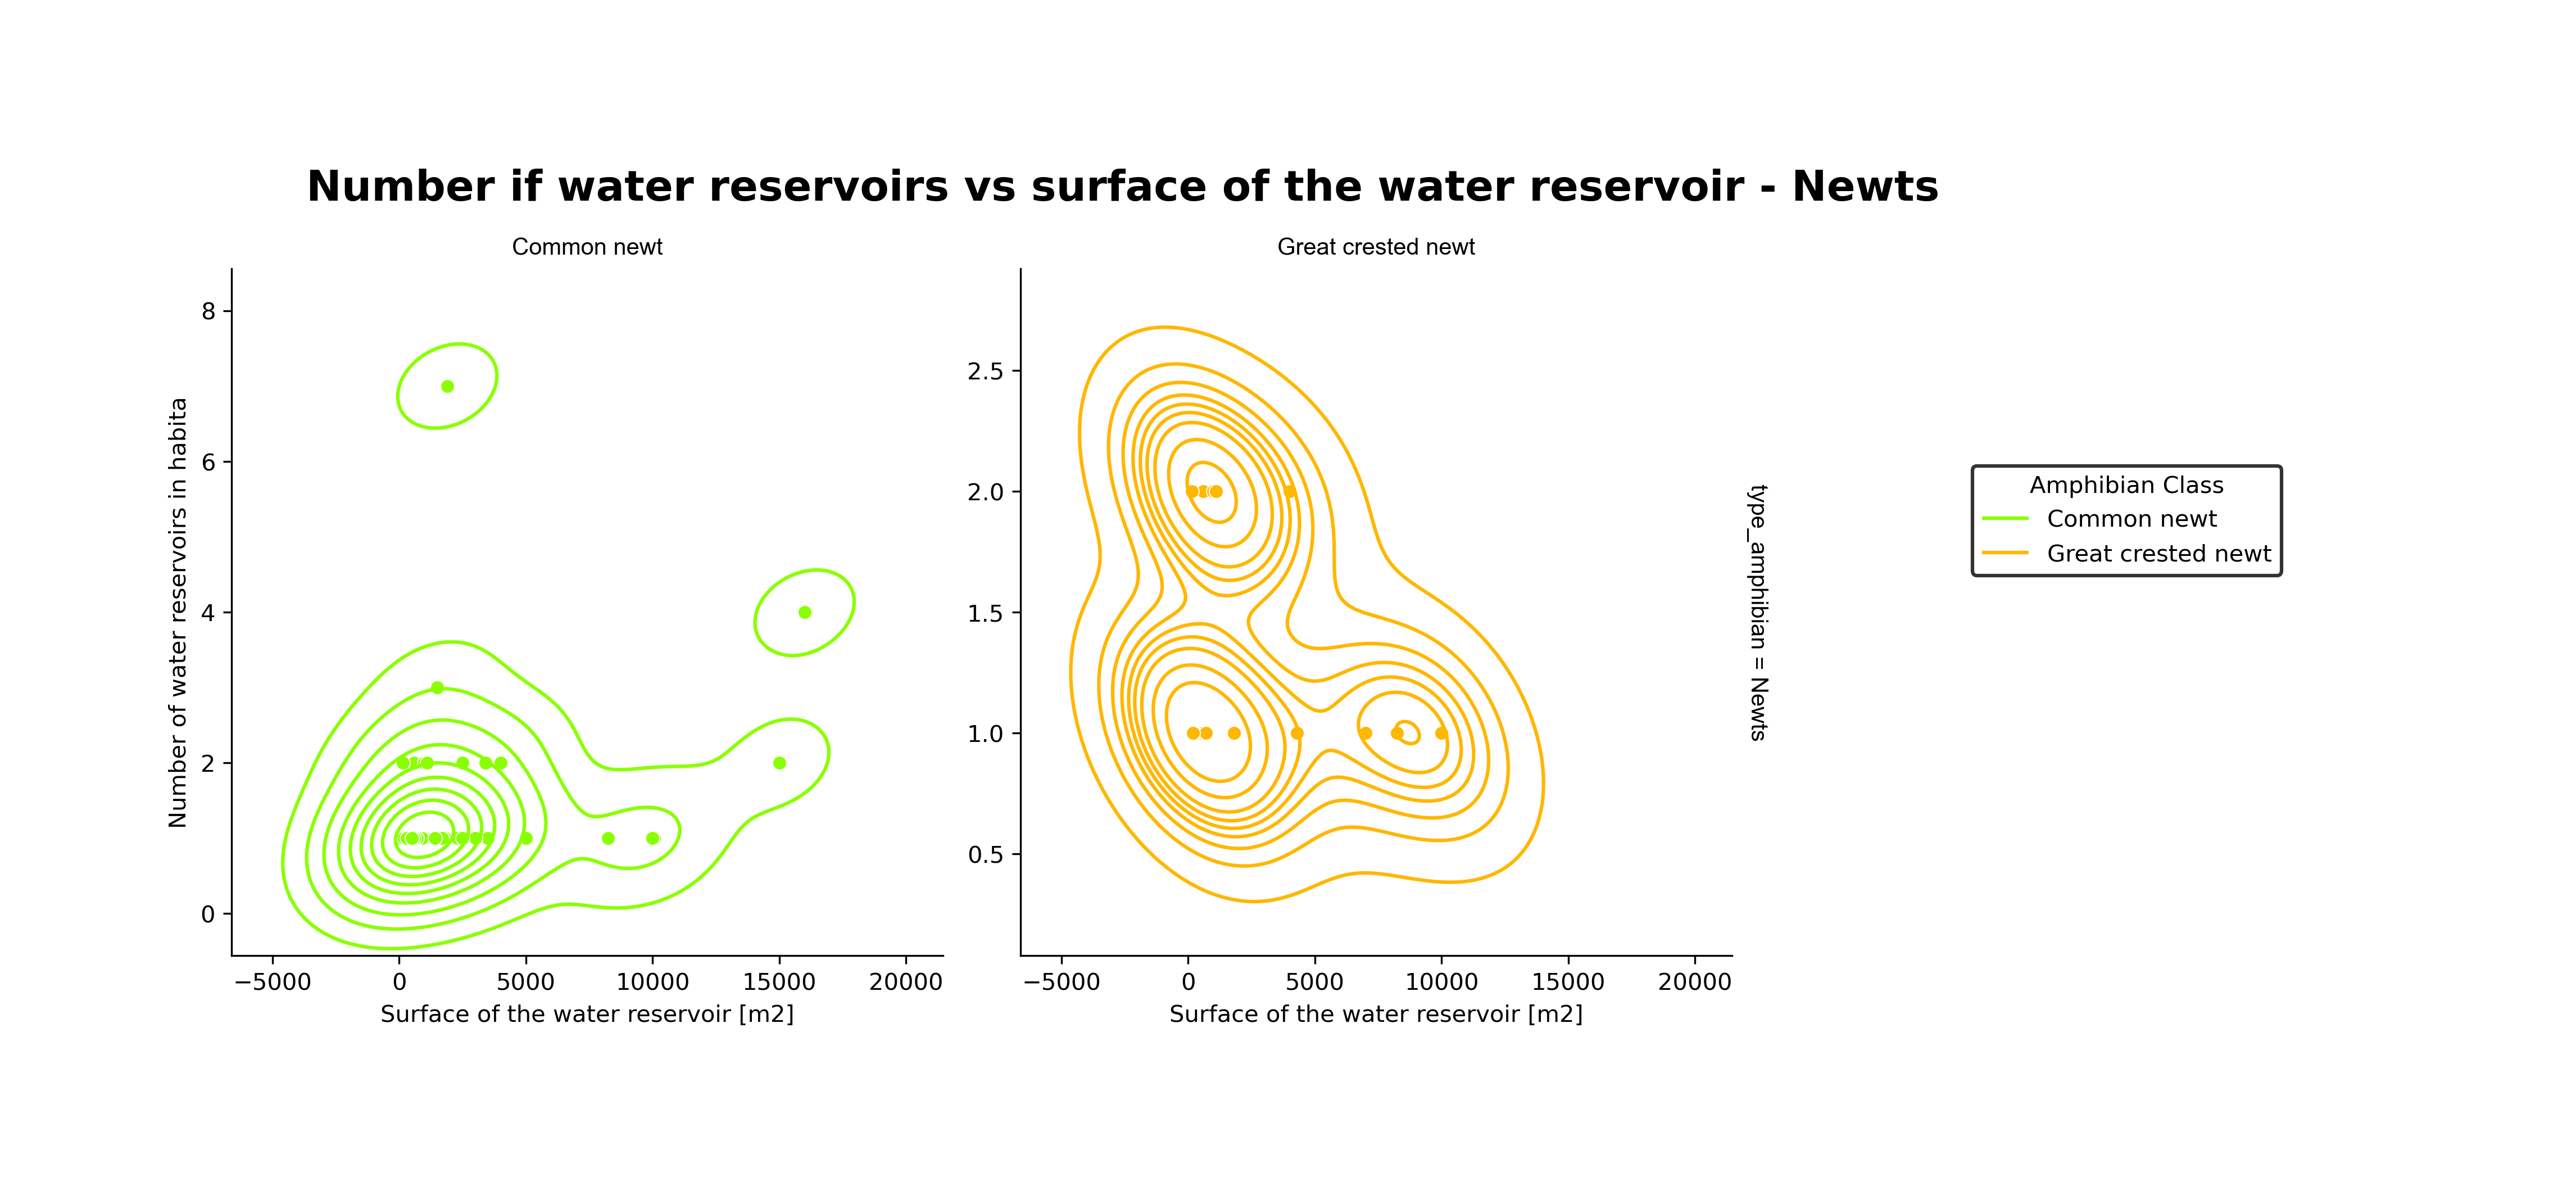 Number if water reservoirs vs surface of the water reservoir - Newts
Common newt
Great crested newt
Number of water reservoirs in habita
8
6
4
2
0
−5000 0 5000 10000 15000 20000
Surface of the water reservoir [m2]
2.5
2.0
1.5
1.0
0.5
−5000 0 5000 10000 15000 20000
Surface of the water reservoir [m2]
type_amphibian = Newts
Amphibian Class
Common newt
Great crested newt